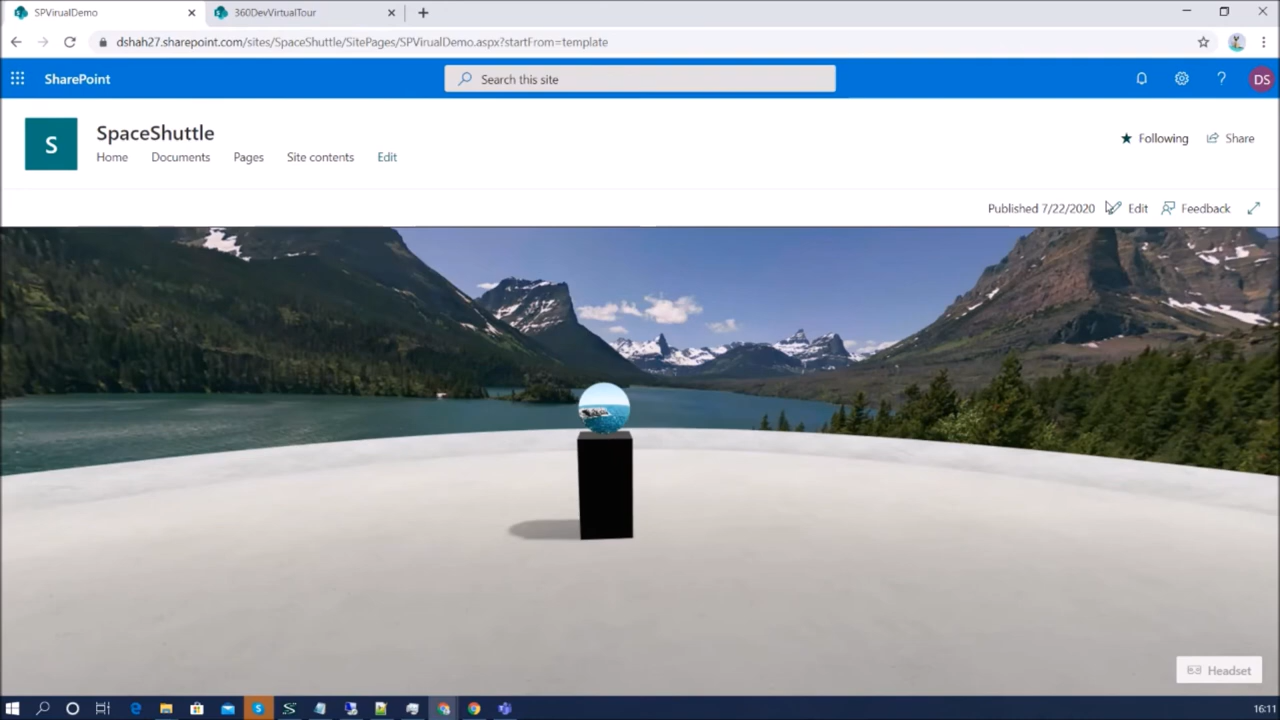 SPVirualDemo
360DevVirtualTour
dshah27.sharepoint.com/sites/SpaceShuttle/SitePages/SPVirualDemo.aspx?startFrom=template
SharePoint
Search this site
?
DS
S
SpaceShuttle
Home Documents Pages Site contents Edit
Following Share
Published 7/22/2020 Edit Feedback
Headset
16:11